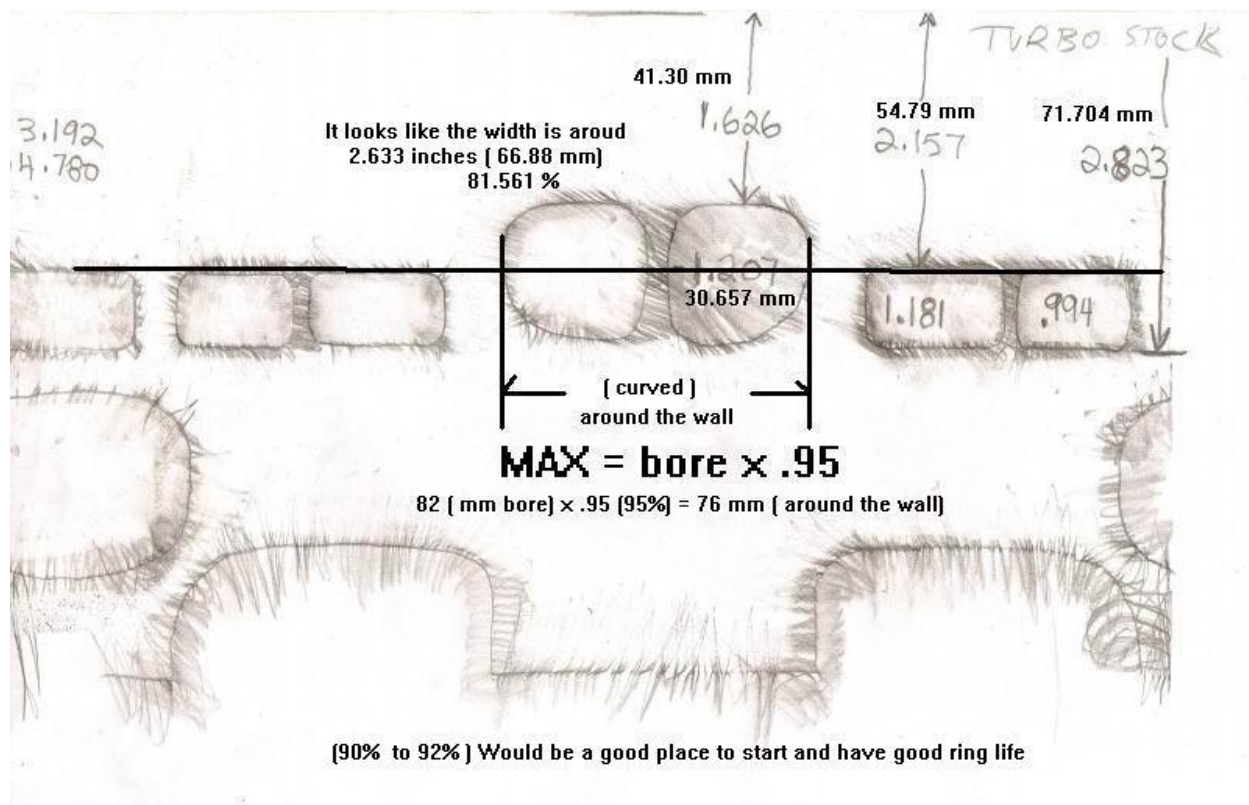 TURBO STOCK
41.30 mm
1.626
54.79 mm
2.157
71.704 mm
2.823
3.192
4.780
It looks like the width is aroud
2.633 inches ( 66.88 mm)
81.561 %
1.207
30.657 mm
1.181
.994
( curved )
around the wall
MAX = bore x .95
82 ( mm bore) x .95 (95%) = 76 mm ( around the wall)
(90% to 92% ) Would be a good place to start and have good ring life